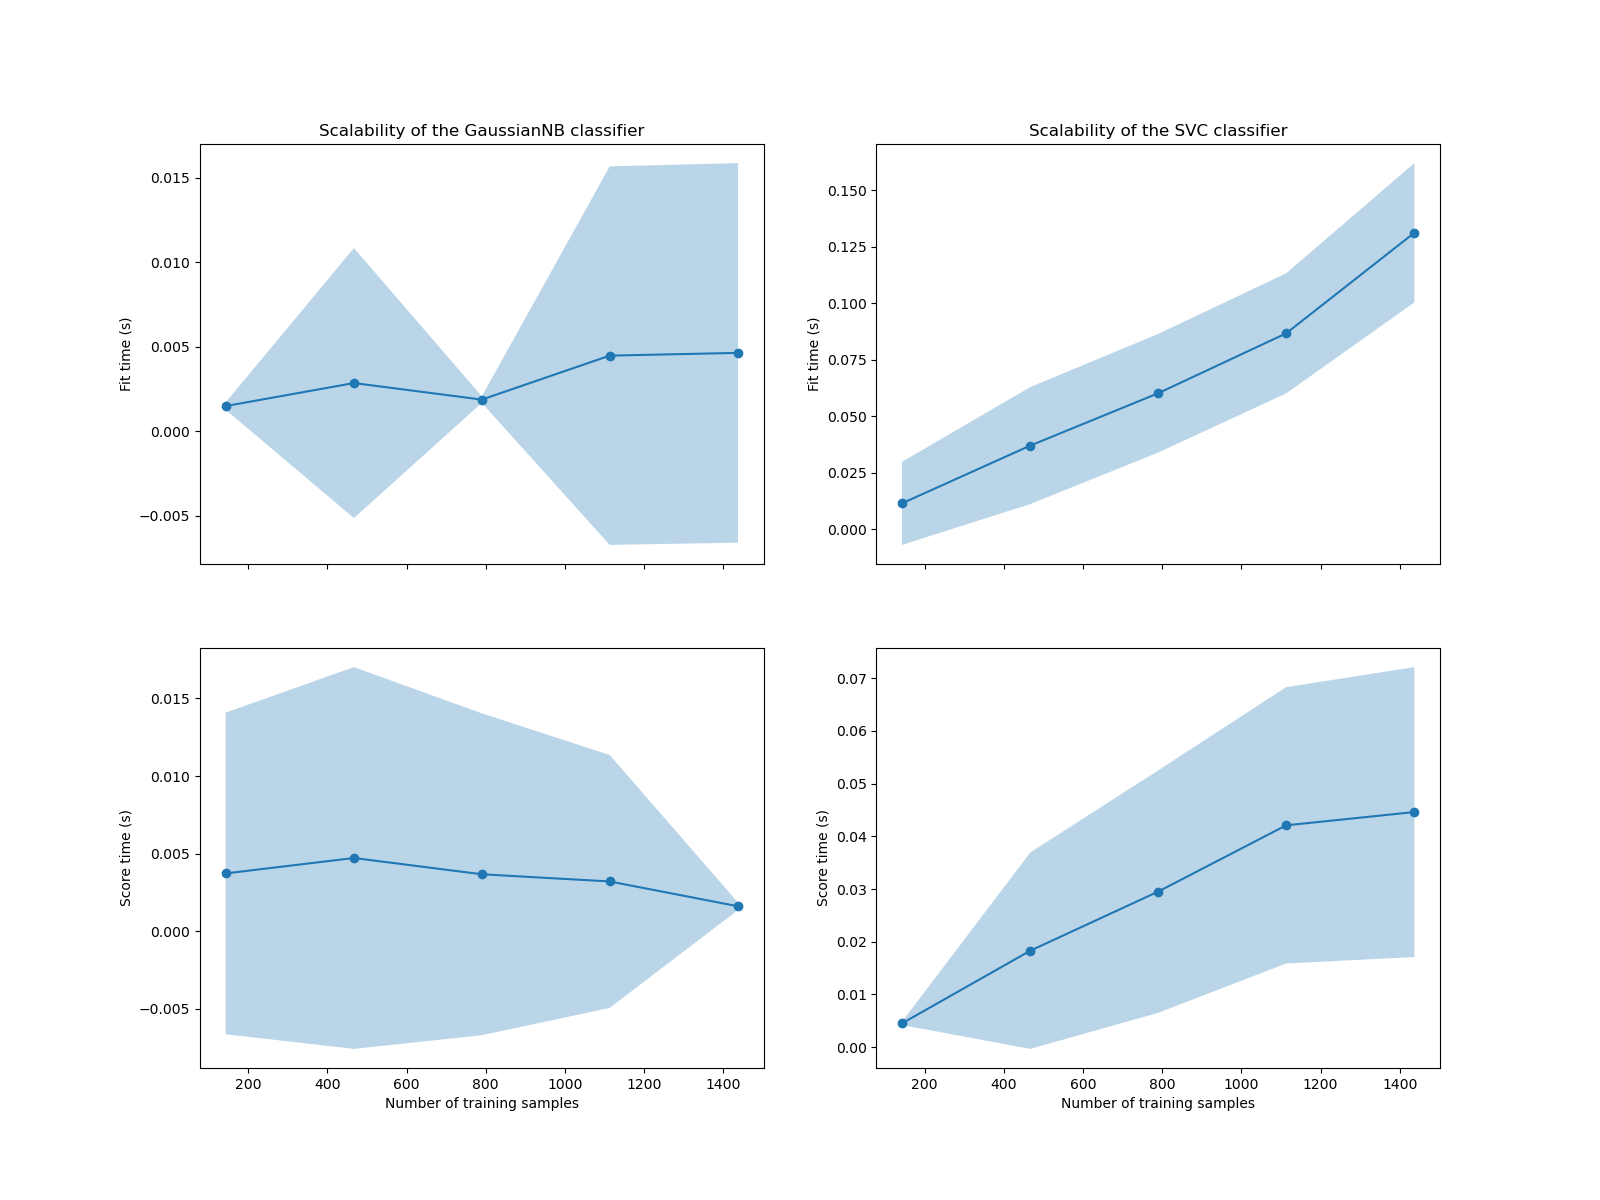 Scalability of the GaussianNB classifier
Fit time (s)
0.015
0.010
0.005
0.000
−0.005
Scalability of the SVC classifier
Fit time (s)
0.150
0.125
0.100
0.075
0.050
0.025
0.000
Score time (s)
0.015
0.010
0.005
0.000
−0.005
200 400 600 800 1000 1200 1400
Number of training samples
Score time (s)
0.07
0.06
0.05
0.04
0.03
0.02
0.01
0.00
200 400 600 800 1000 1200 1400
Number of training samples